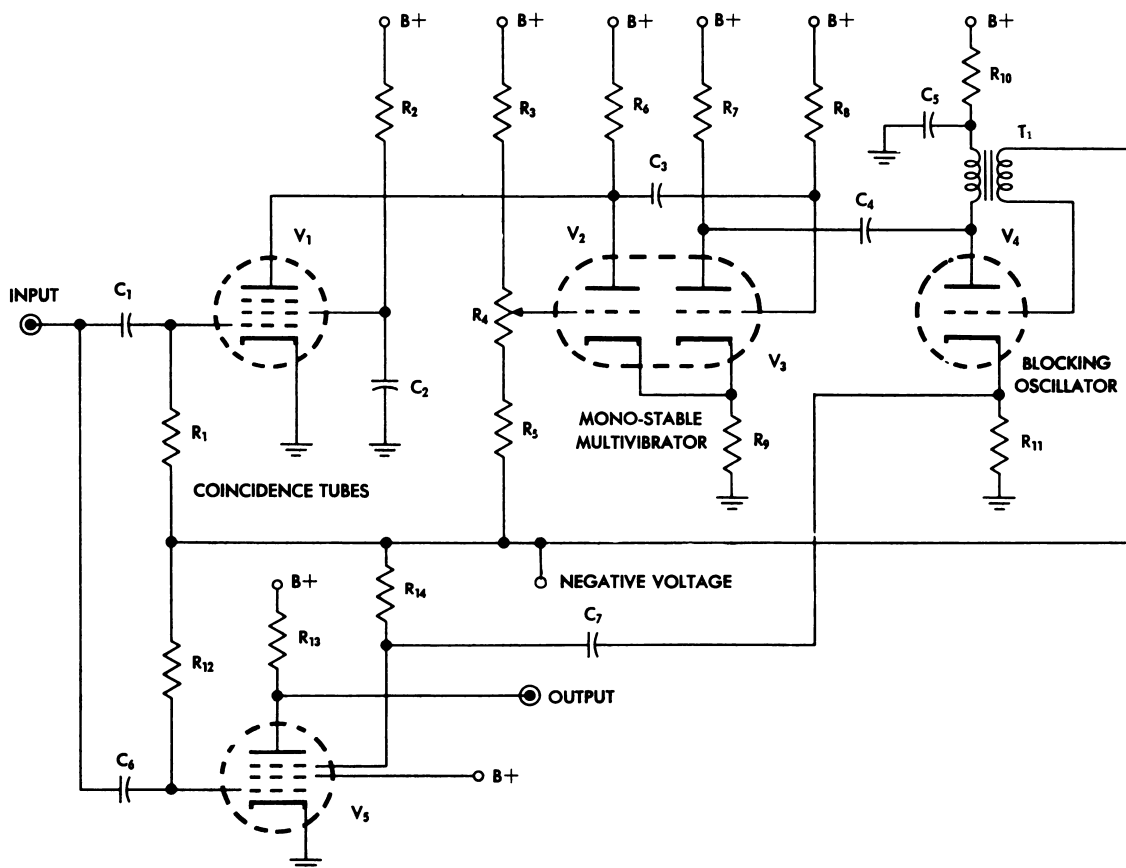 B+
B+
B+
B+
B+
B+
R2
R3
R6
R7
R8
R10
C5
T1
C3
C4
V1
V2
V4
INPUT
C1
R4
V3
C2
BLOCKING
OSCILLATOR
MONO-STABLE
MULTIVIBRATOR
R1
R5
R9
R11
COINCIDENCE TUBES
NEGATIVE VOLTAGE
B+
R14
C7
R13
R12
OUTPUT
C6
B+
V5